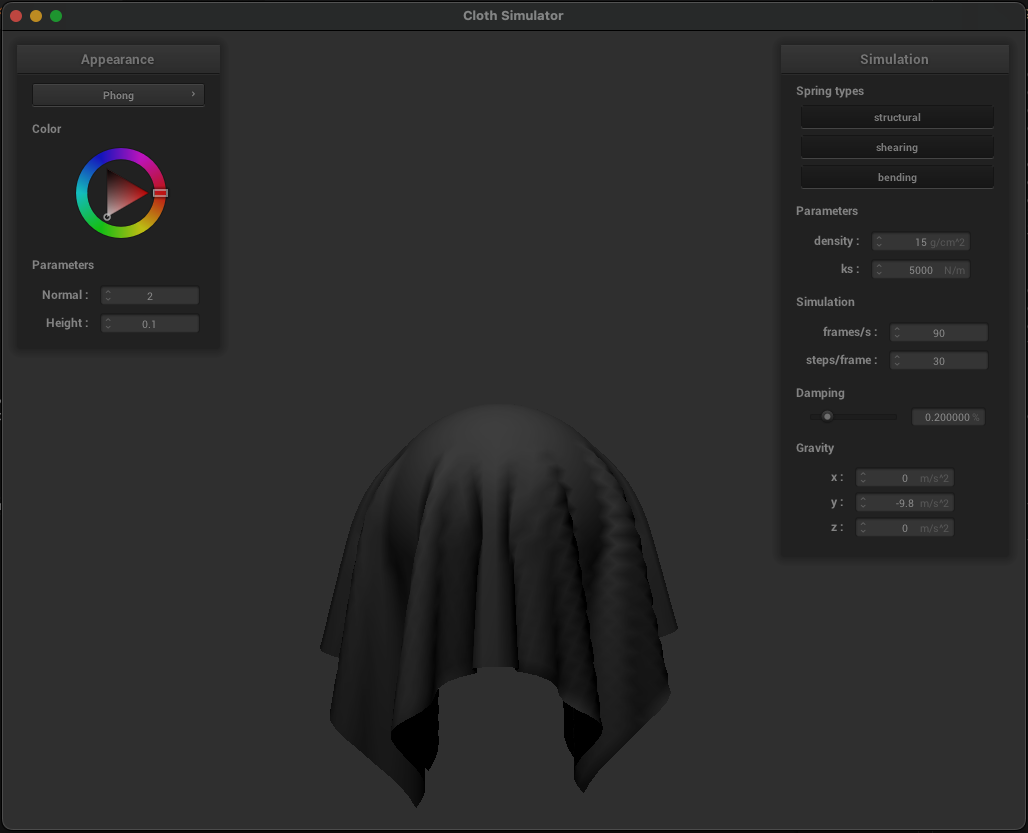 Cloth Simulator
Appearance
Phong
Color
Parameters
Normal : 2
Height : 0.1
Simulation
Spring types
structural
shearing
bending
Parameters
density : 15 g/cm^2
ks : 5000 N/m
Simulation
frames/s : 90
steps/frame : 30
Damping
0.200000 %
Gravity
x : 0 m/s^2
y : -9.8 m/s^2
z : 0 m/s^2